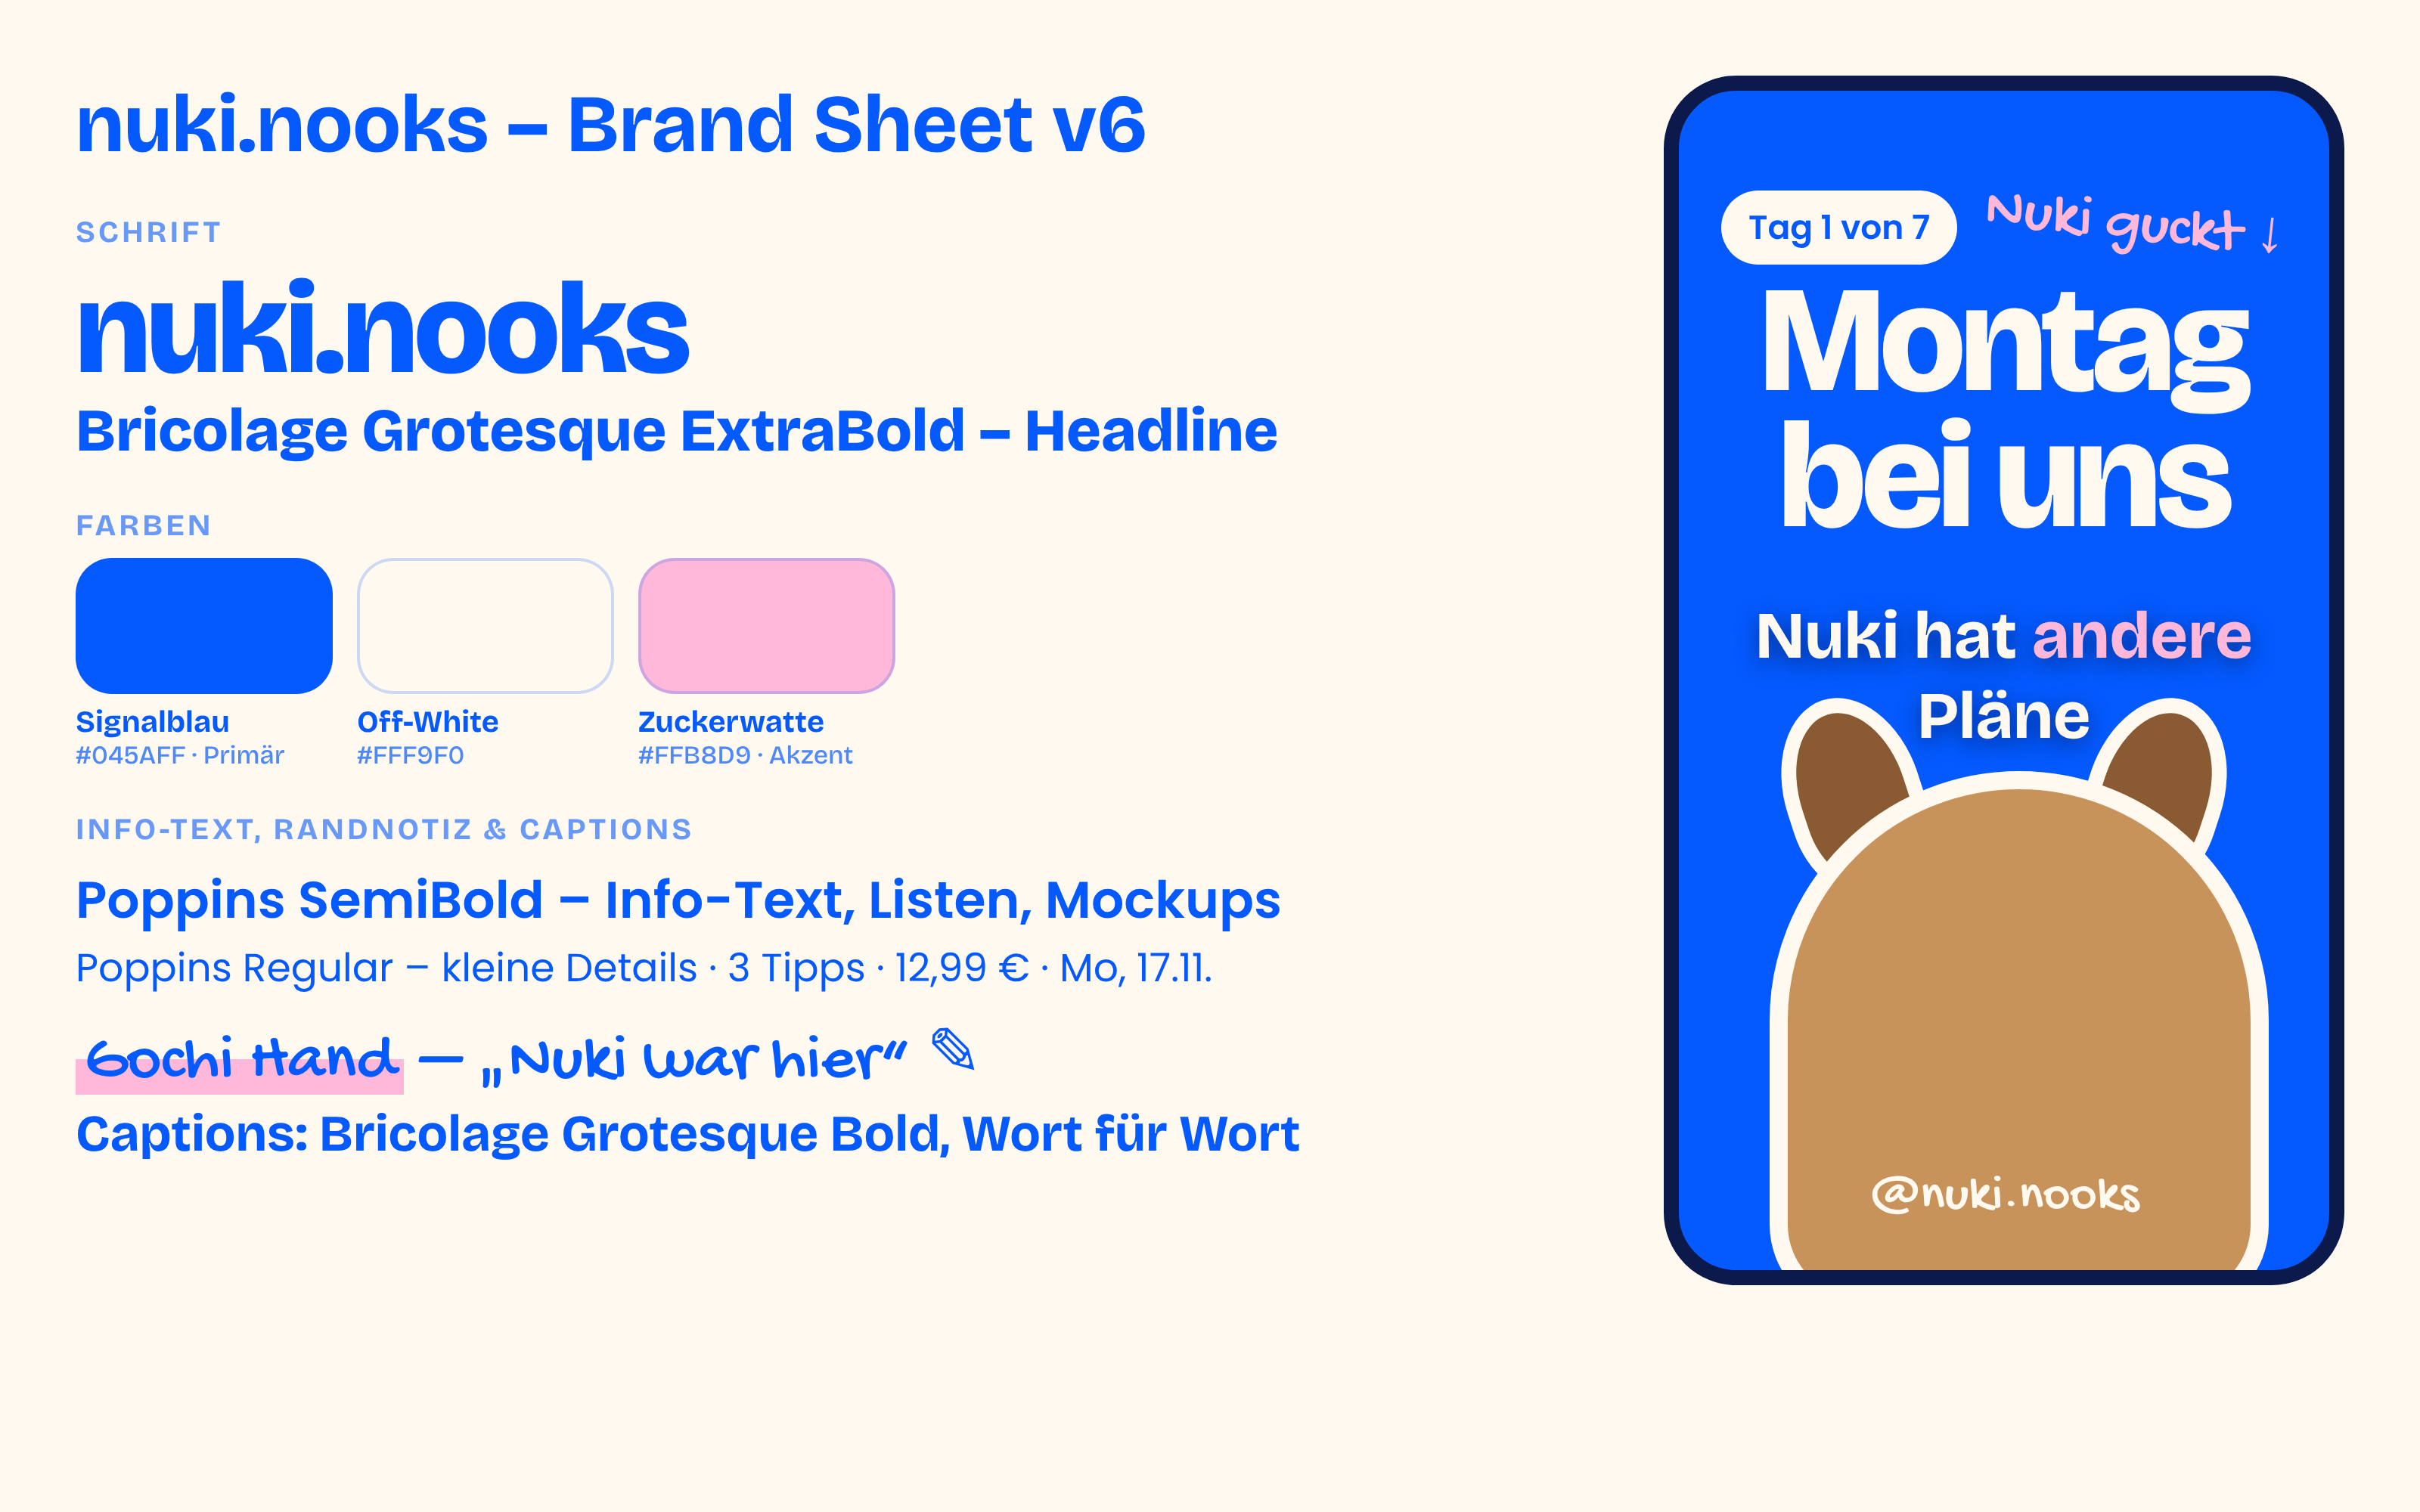 nuki.nooks – Brand Sheet v6
SCHRIFT
nuki.nooks
Bricolage Grotesque ExtraBold – Headline
FARBEN
Signalblau
#045AFF · Primär
Off-White
#FFF9F0
Zuckerwatte
#FFB8D9 · Akzent
INFO-TEXT, RANDNOTIZ & CAPTIONS
Poppins SemiBold – Info-Text, Listen, Mockups
Poppins Regular – kleine Details · 3 Tipps · 12,99 € · Mo, 17.11.
Gochi Hand – „Nuki war hier“ ✎
Captions: Bricolage Grotesque Bold, Wort für Wort
Tag 1 von 7
Nuki guckt ↓
Montag
bei uns
Nuki hat andere
Pläne
@nuki.nooks